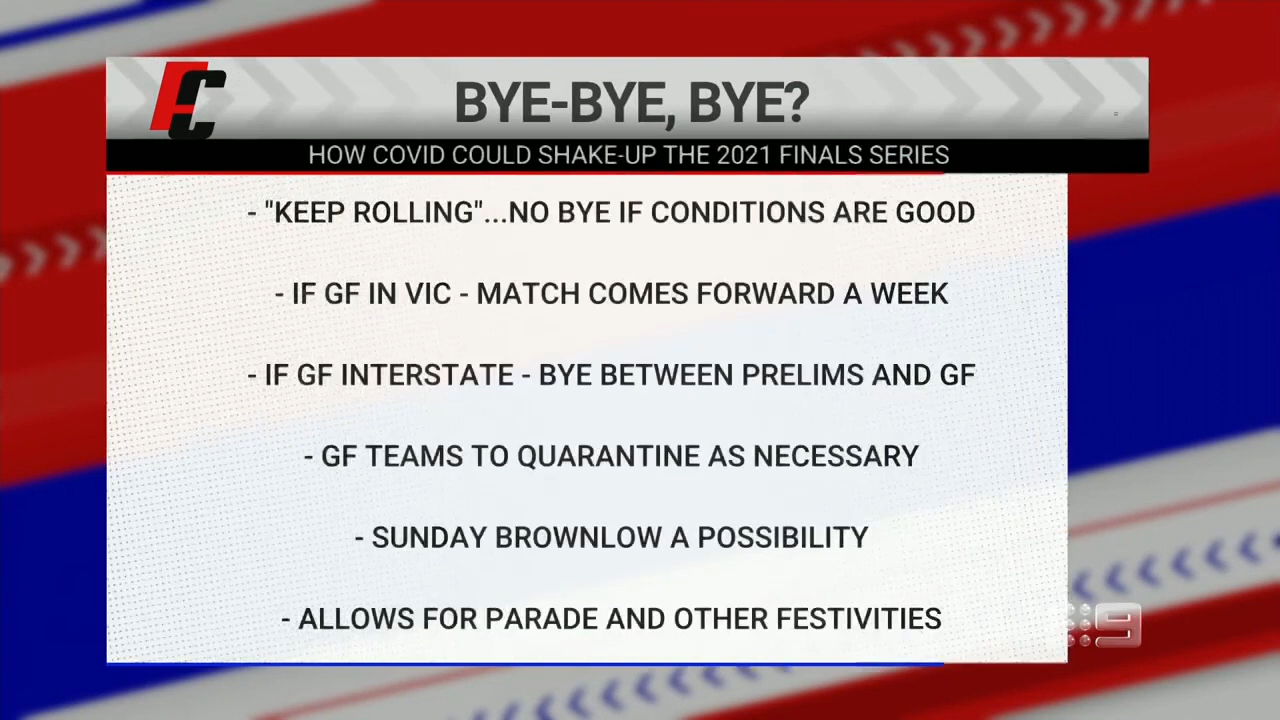 FC
BYE-BYE, BYE?
HOW COVID COULD SHAKE-UP THE 2021 FINALS SERIES
- "KEEP ROLLING"...NO BYE IF CONDITIONS ARE GOOD
- IF GF IN VIC - MATCH COMES FORWARD A WEEK
- IF GF INTERSTATE - BYE BETWEEN PRELIMS AND GF
- GF TEAMS TO QUARANTINE AS NECESSARY
- SUNDAY BROWNLOW A POSSIBILITY
- ALLOWS FOR PARADE AND OTHER FESTIVITIES
9